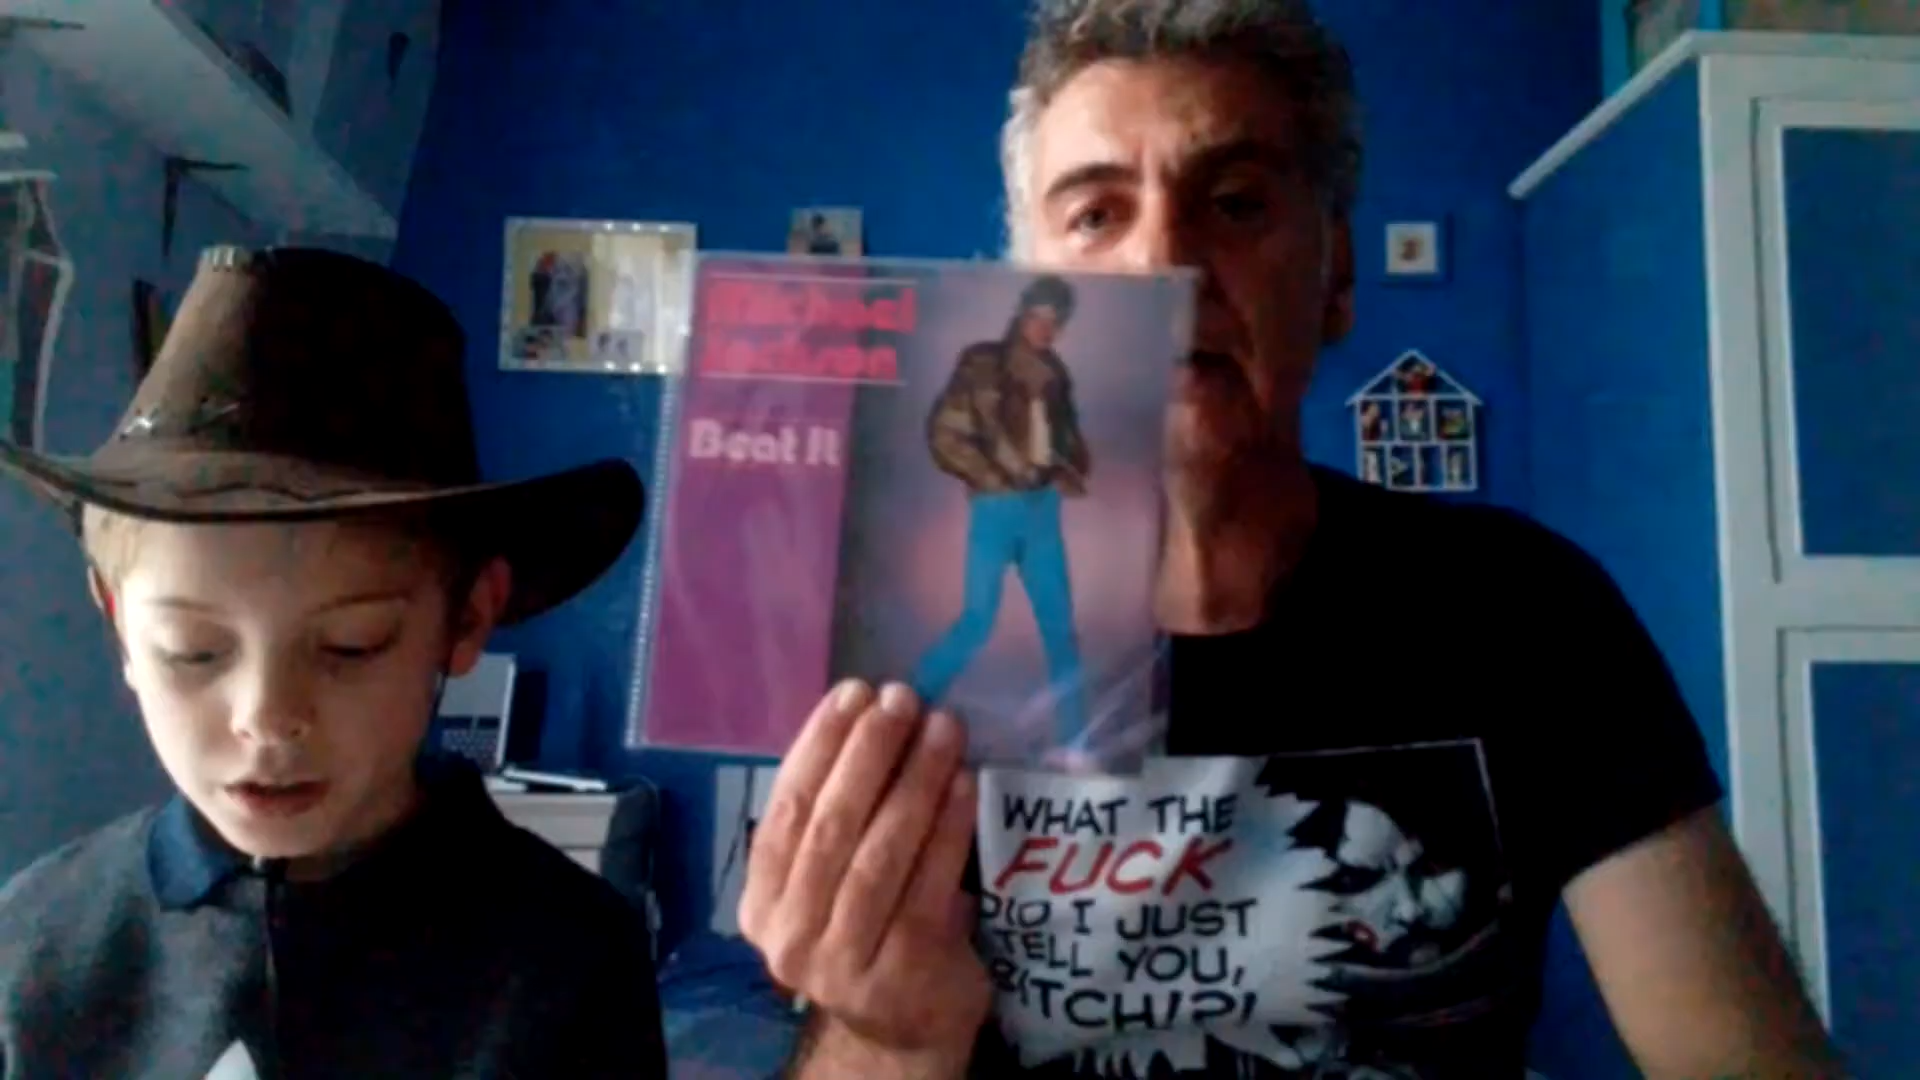 Michael
Jackson
Beat It
WHAT THE
FUCK
DID I JUST
TELL YOU,
BITCH!?!